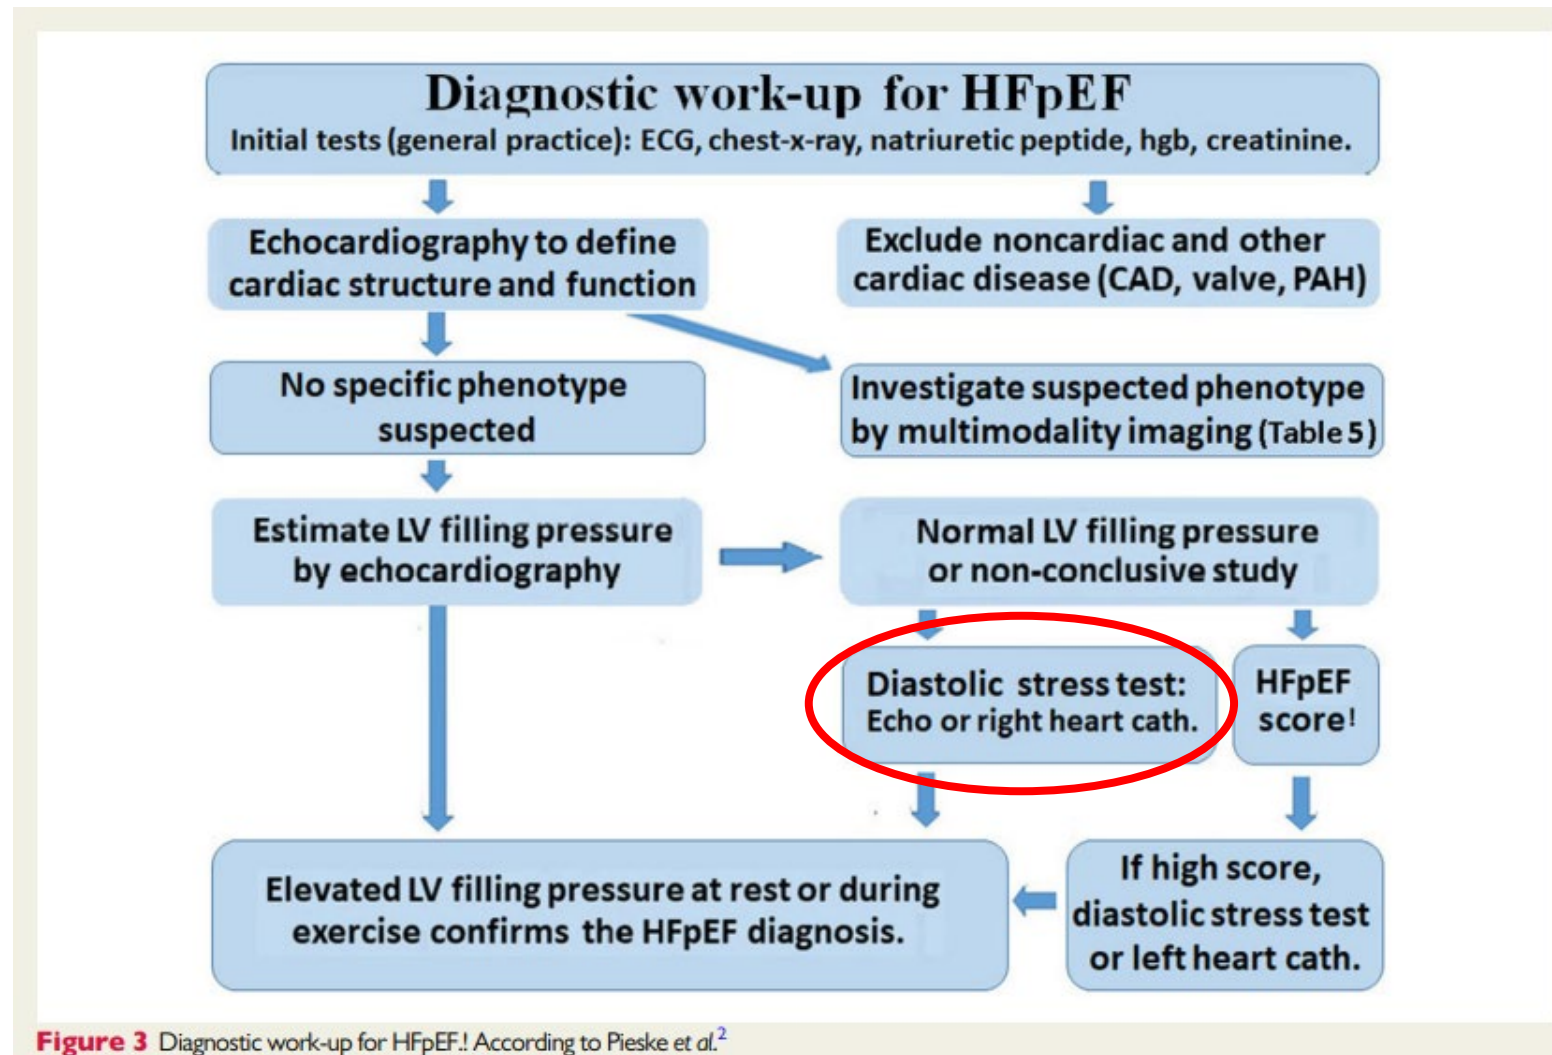 Diagnostic work-up for HFpEF
Initial tests (general practice): ECG, chest-x-ray, natriuretic peptide, hgb, creatinine.
Echocardiography to define
cardiac structure and function
Exclude noncardiac and other
cardiac disease (CAD, valve, PAH)
No specific phenotype
suspected
Investigate suspected phenotype
by multimodality imaging (Table 5)
Estimate LV filling pressure
by echocardiography
Normal LV filling pressure
or non-conclusive study
Diastolic stress test:
Echo or right heart cath.
HFpEF
score!
Elevated LV filling pressure at rest or during
exercise confirms the HFpEF diagnosis.
If high score,
diastolic stress test
or left heart cath.
Figure 3 Diagnostic work-up for HFpEF.! According to Pieske et al.2